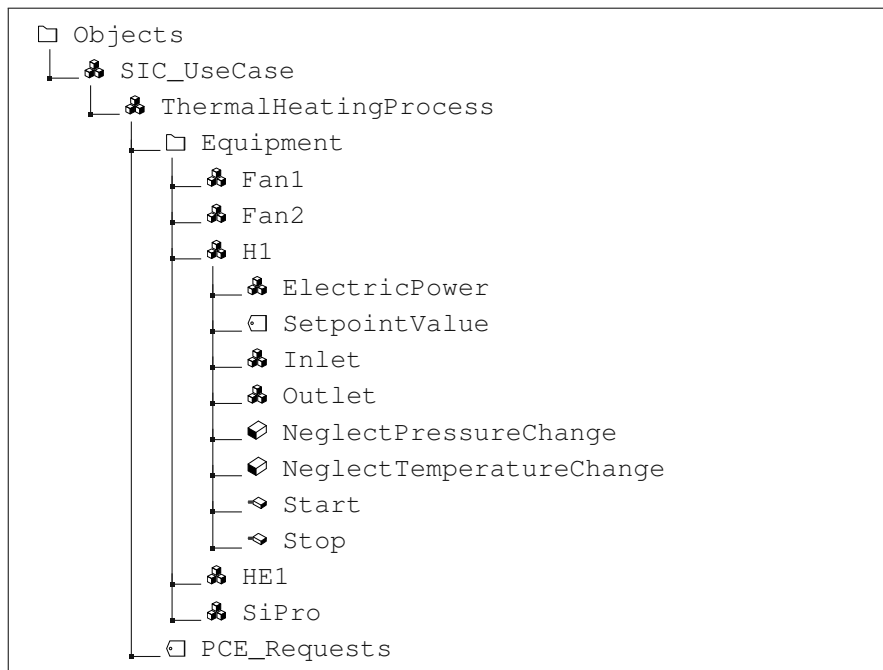 Objects
SIC_UseCase
ThermalHeatingProcess
Equipment
Fan1
Fan2
H1
ElectricPower
SetpointValue
Inlet
Outlet
NeglectPressureChange
NeglectTemperatureChange
Start
Stop
HE1
SiPro
PCE_Requests